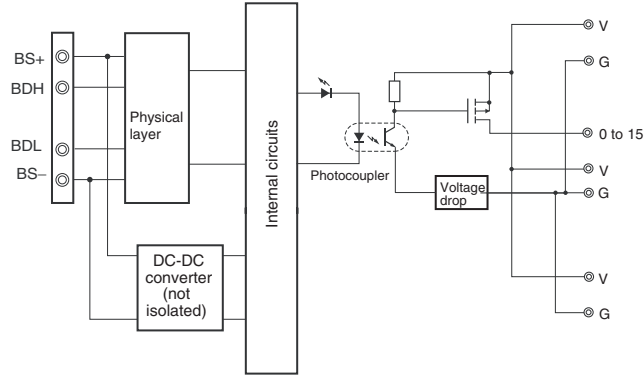 BS+
BDH
BDL
BS–
Physical
layer
DC-DC
converter
(not
isolated)
Internal circuits
Photocoupler
Voltage
drop
V
G
0 to 15
V
G
V
G